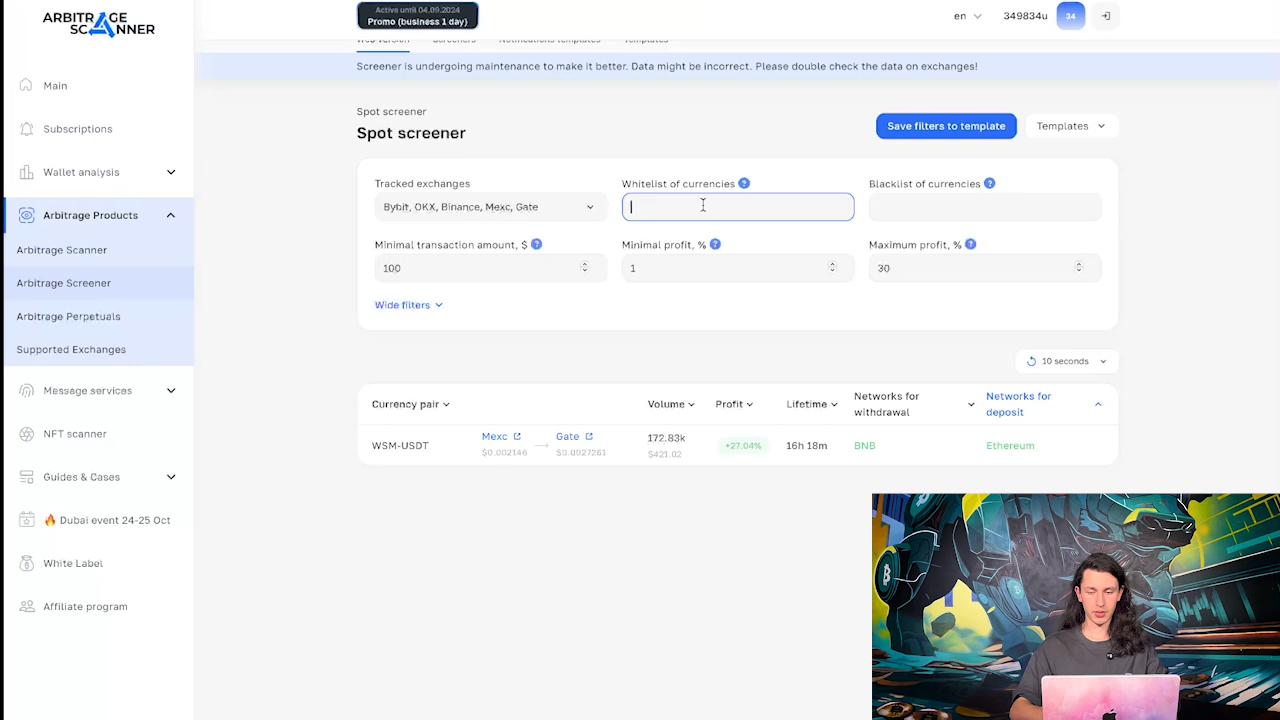 ARBITRAGE
SCANNER
Active until 04.09.2024
Promo (business 1 day)
en
349834u
34
Web version
Screeners
Notifications templates
Templates
Screener is undergoing maintenance to make it better. Data might be incorrect. Please double check the data on exchanges!
Main
Subscriptions
Wallet analysis
Arbitrage Products
Arbitrage Scanner
Arbitrage Screener
Arbitrage Perpetuals
Supported Exchanges
Message services
NFT scanner
Guides & Cases
🔥 Dubai event 24-25 Oct
White Label
Affiliate program
Spot screener
Spot screener
Save filters to template
Templates
Tracked exchanges
Whitelist of currencies ?
Blacklist of currencies ?
Bybit, OKX, Binance, Mexc, Gate
Minimal transaction amount, $ ?
Minimal profit, % ?
Maximum profit, % ?
100
1
30
Wide filters
10 seconds
Currency pair
Volume
Profit
Lifetime
Networks for withdrawal
Networks for deposit
WSM-USDT
Mexc
$0.002146
Gate
$0.0027261
172.83k
$421.02
+27.04%
16h 18m
BNB
Ethereum